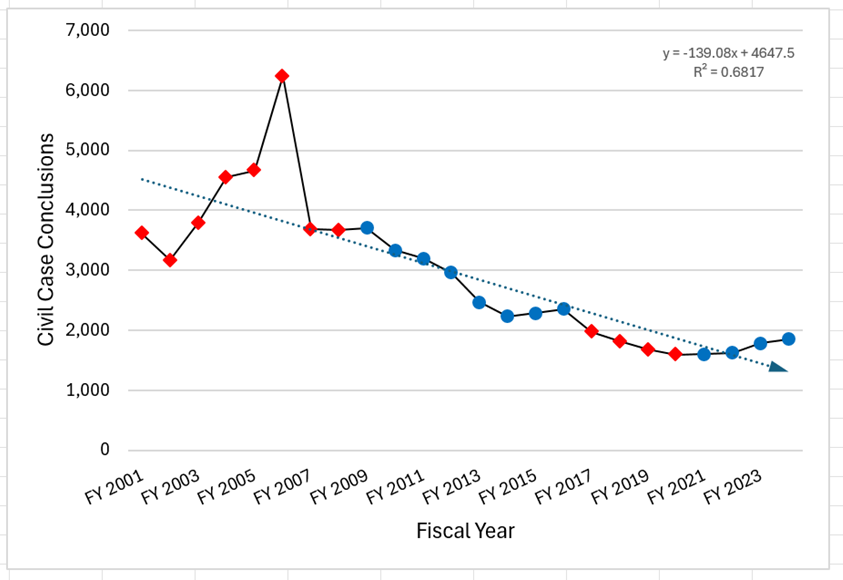 7,000
y = -139.08x + 4647.5
R² = 0.6817
6,000
5,000
4,000
3,000
2,000
1,000
0
Civil Case Conclusions
FY 2001 FY 2003 FY 2005 FY 2007 FY 2009 FY 2011 FY 2013 FY 2015 FY 2017 FY 2019 FY 2021 FY 2023
Fiscal Year